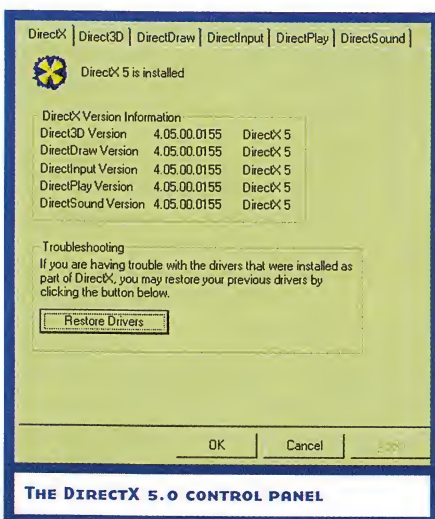 DirectX | Direct3D | DirectDraw | DirectInput | DirectPlay | DirectSound
DirectX 5 is installed
DirectX Version Information
Direct3D Version 4.05.00.0155 DirectX 5
DirectDraw Version 4.05.00.0155 DirectX 5
DirectInput Version 4.05.00.0155 DirectX 5
DirectPlay Version 4.05.00.0155 DirectX 5
DirectSound Version 4.05.00.0155 DirectX 5
Troubleshooting
If you are having trouble with the drivers that were installed as
part of DirectX, you may restore your previous drivers by
clicking the button below.
Restore Drivers
OK Cancel
THE DIRECTX 5.0 CONTROL PANEL